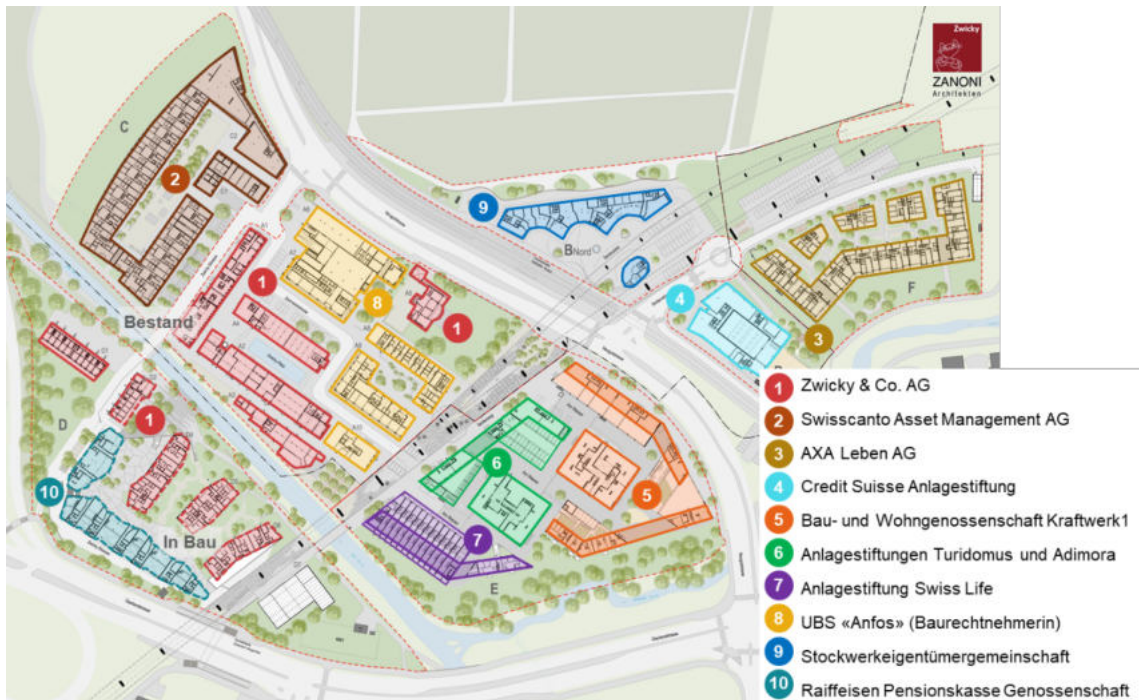 Zwicky
ZANONI
Architekten
C
2
C2
9
BNord
1
8
1
4
F
3
Bestand
D
1
10
In Bau
6
5
7
E
1 Zwicky & Co. AG
2 Swisscanto Asset Management AG
3 AXA Leben AG
4 Credit Suisse Anlagestiftung
5 Bau- und Wohngenossenschaft Kraftwerk1
6 Anlagestiftungen Turidomus und Adimora
7 Anlagestiftung Swiss Life
8 UBS «Anfos» (Baurechtnehmerin)
9 Stockwerkeigentümergemeinschaft
10 Raiffeisen Pensionskasse Genossenschaft